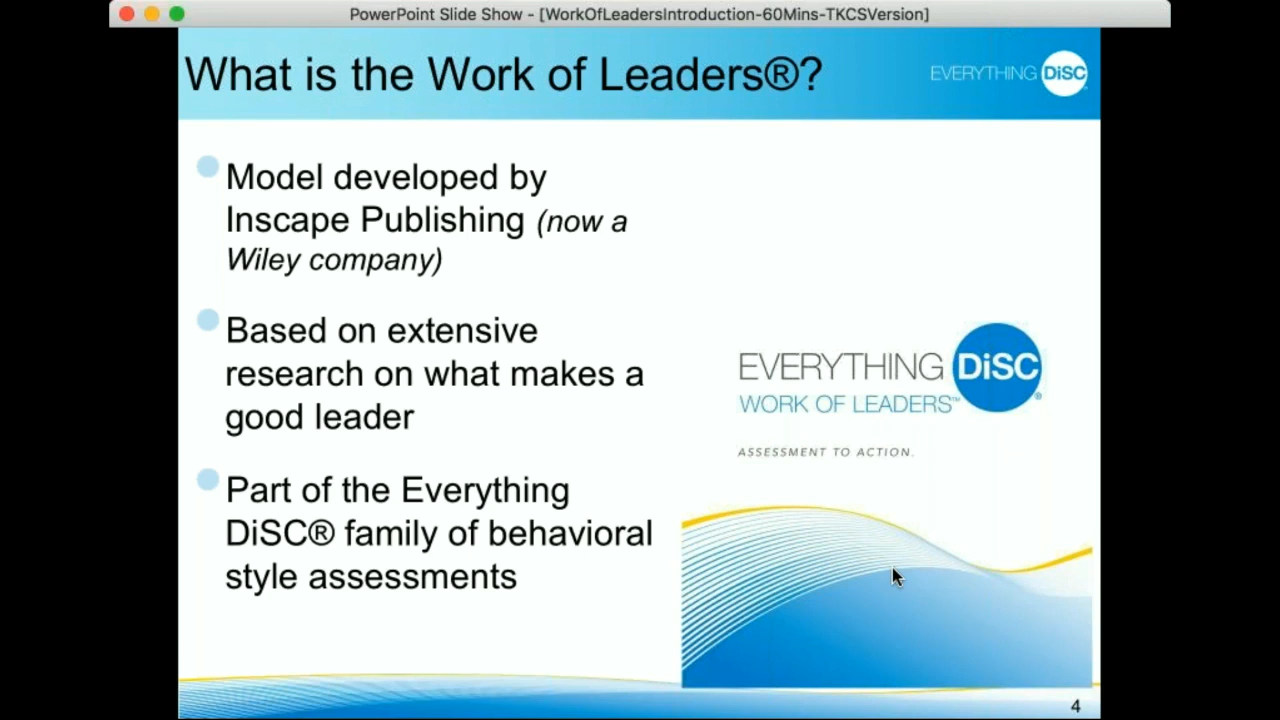 PowerPoint Slide Show - [WorkOfLeadersIntroduction-60Mins-TKCSVersion]
What is the Work of Leaders®?
EVERYTHING DiSC
Model developed by
Inscape Publishing (now a
Wiley company)
Based on extensive
research on what makes a
good leader
Part of the Everything
DiSC® family of behavioral
style assessments
EVERYTHING DiSC®
WORK OF LEADERS™
ASSESSMENT TO ACTION.
4